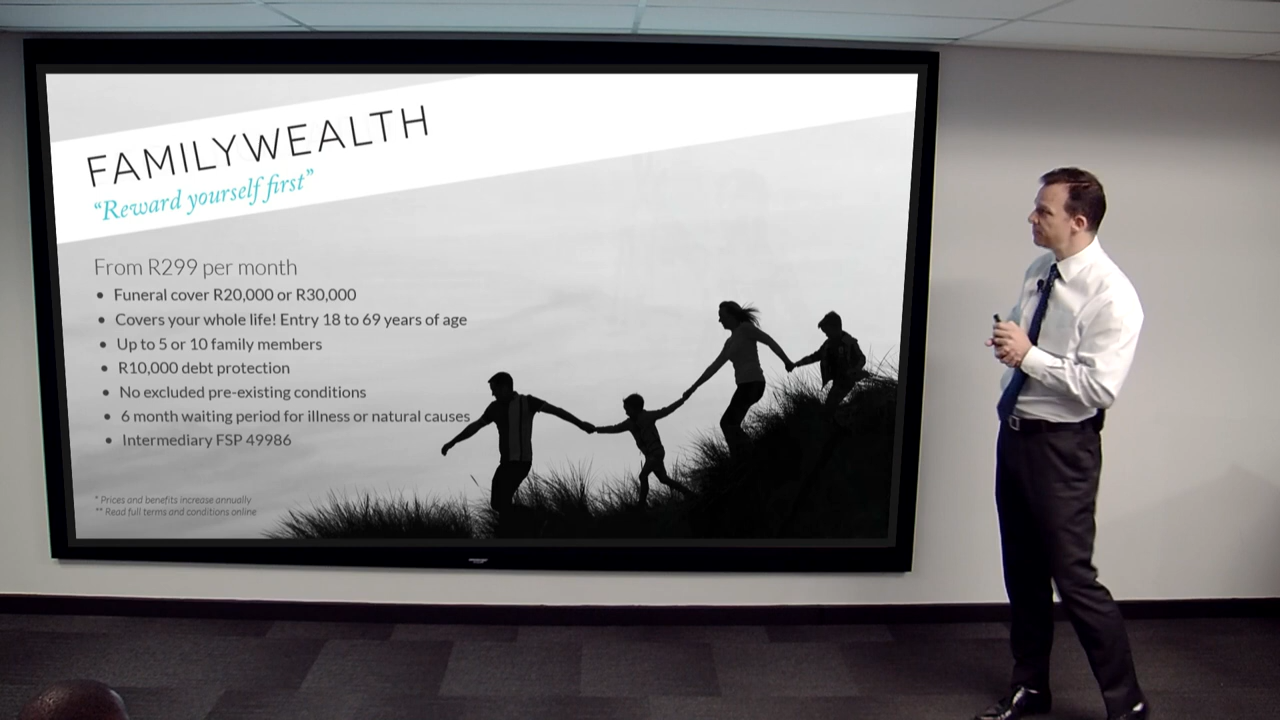 FAMILYWEALTH
“Reward yourself first”
From R299 per month
• Funeral cover R20,000 or R30,000
• Covers your whole life! Entry 18 to 69 years of age
• Up to 5 or 10 family members
• R10,000 debt protection
• No excluded pre-existing conditions
• 6 month waiting period for illness or natural causes
• Intermediary FSP 49986
* Prices and benefits increase annually
** Read full terms and conditions online